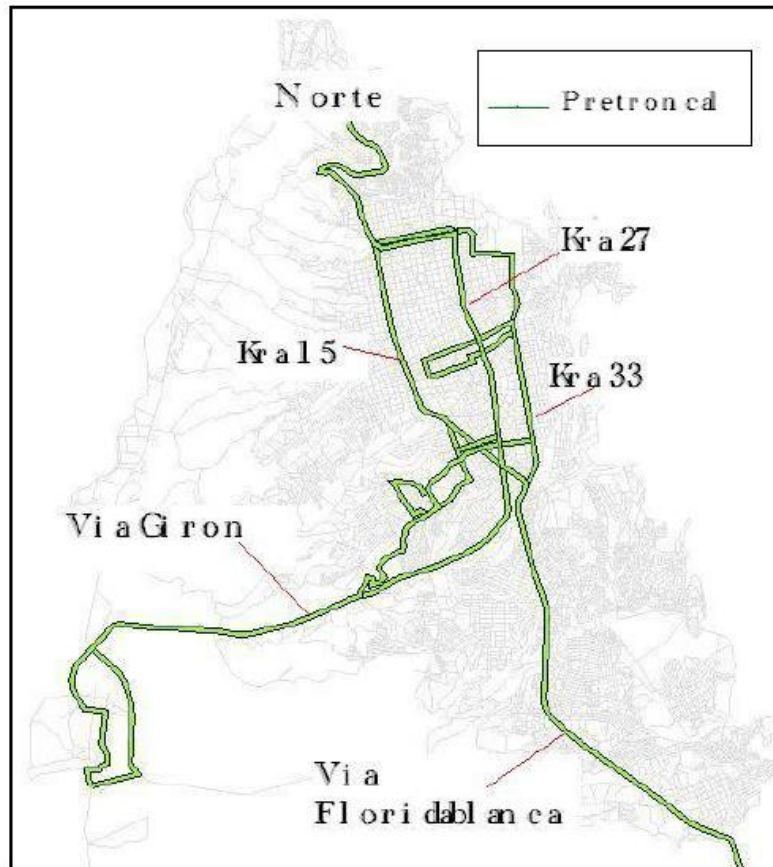 Norte
Pretroncal
Kra 27
Kra 15
Kra 33
Via Giron
Via
Floridablanca